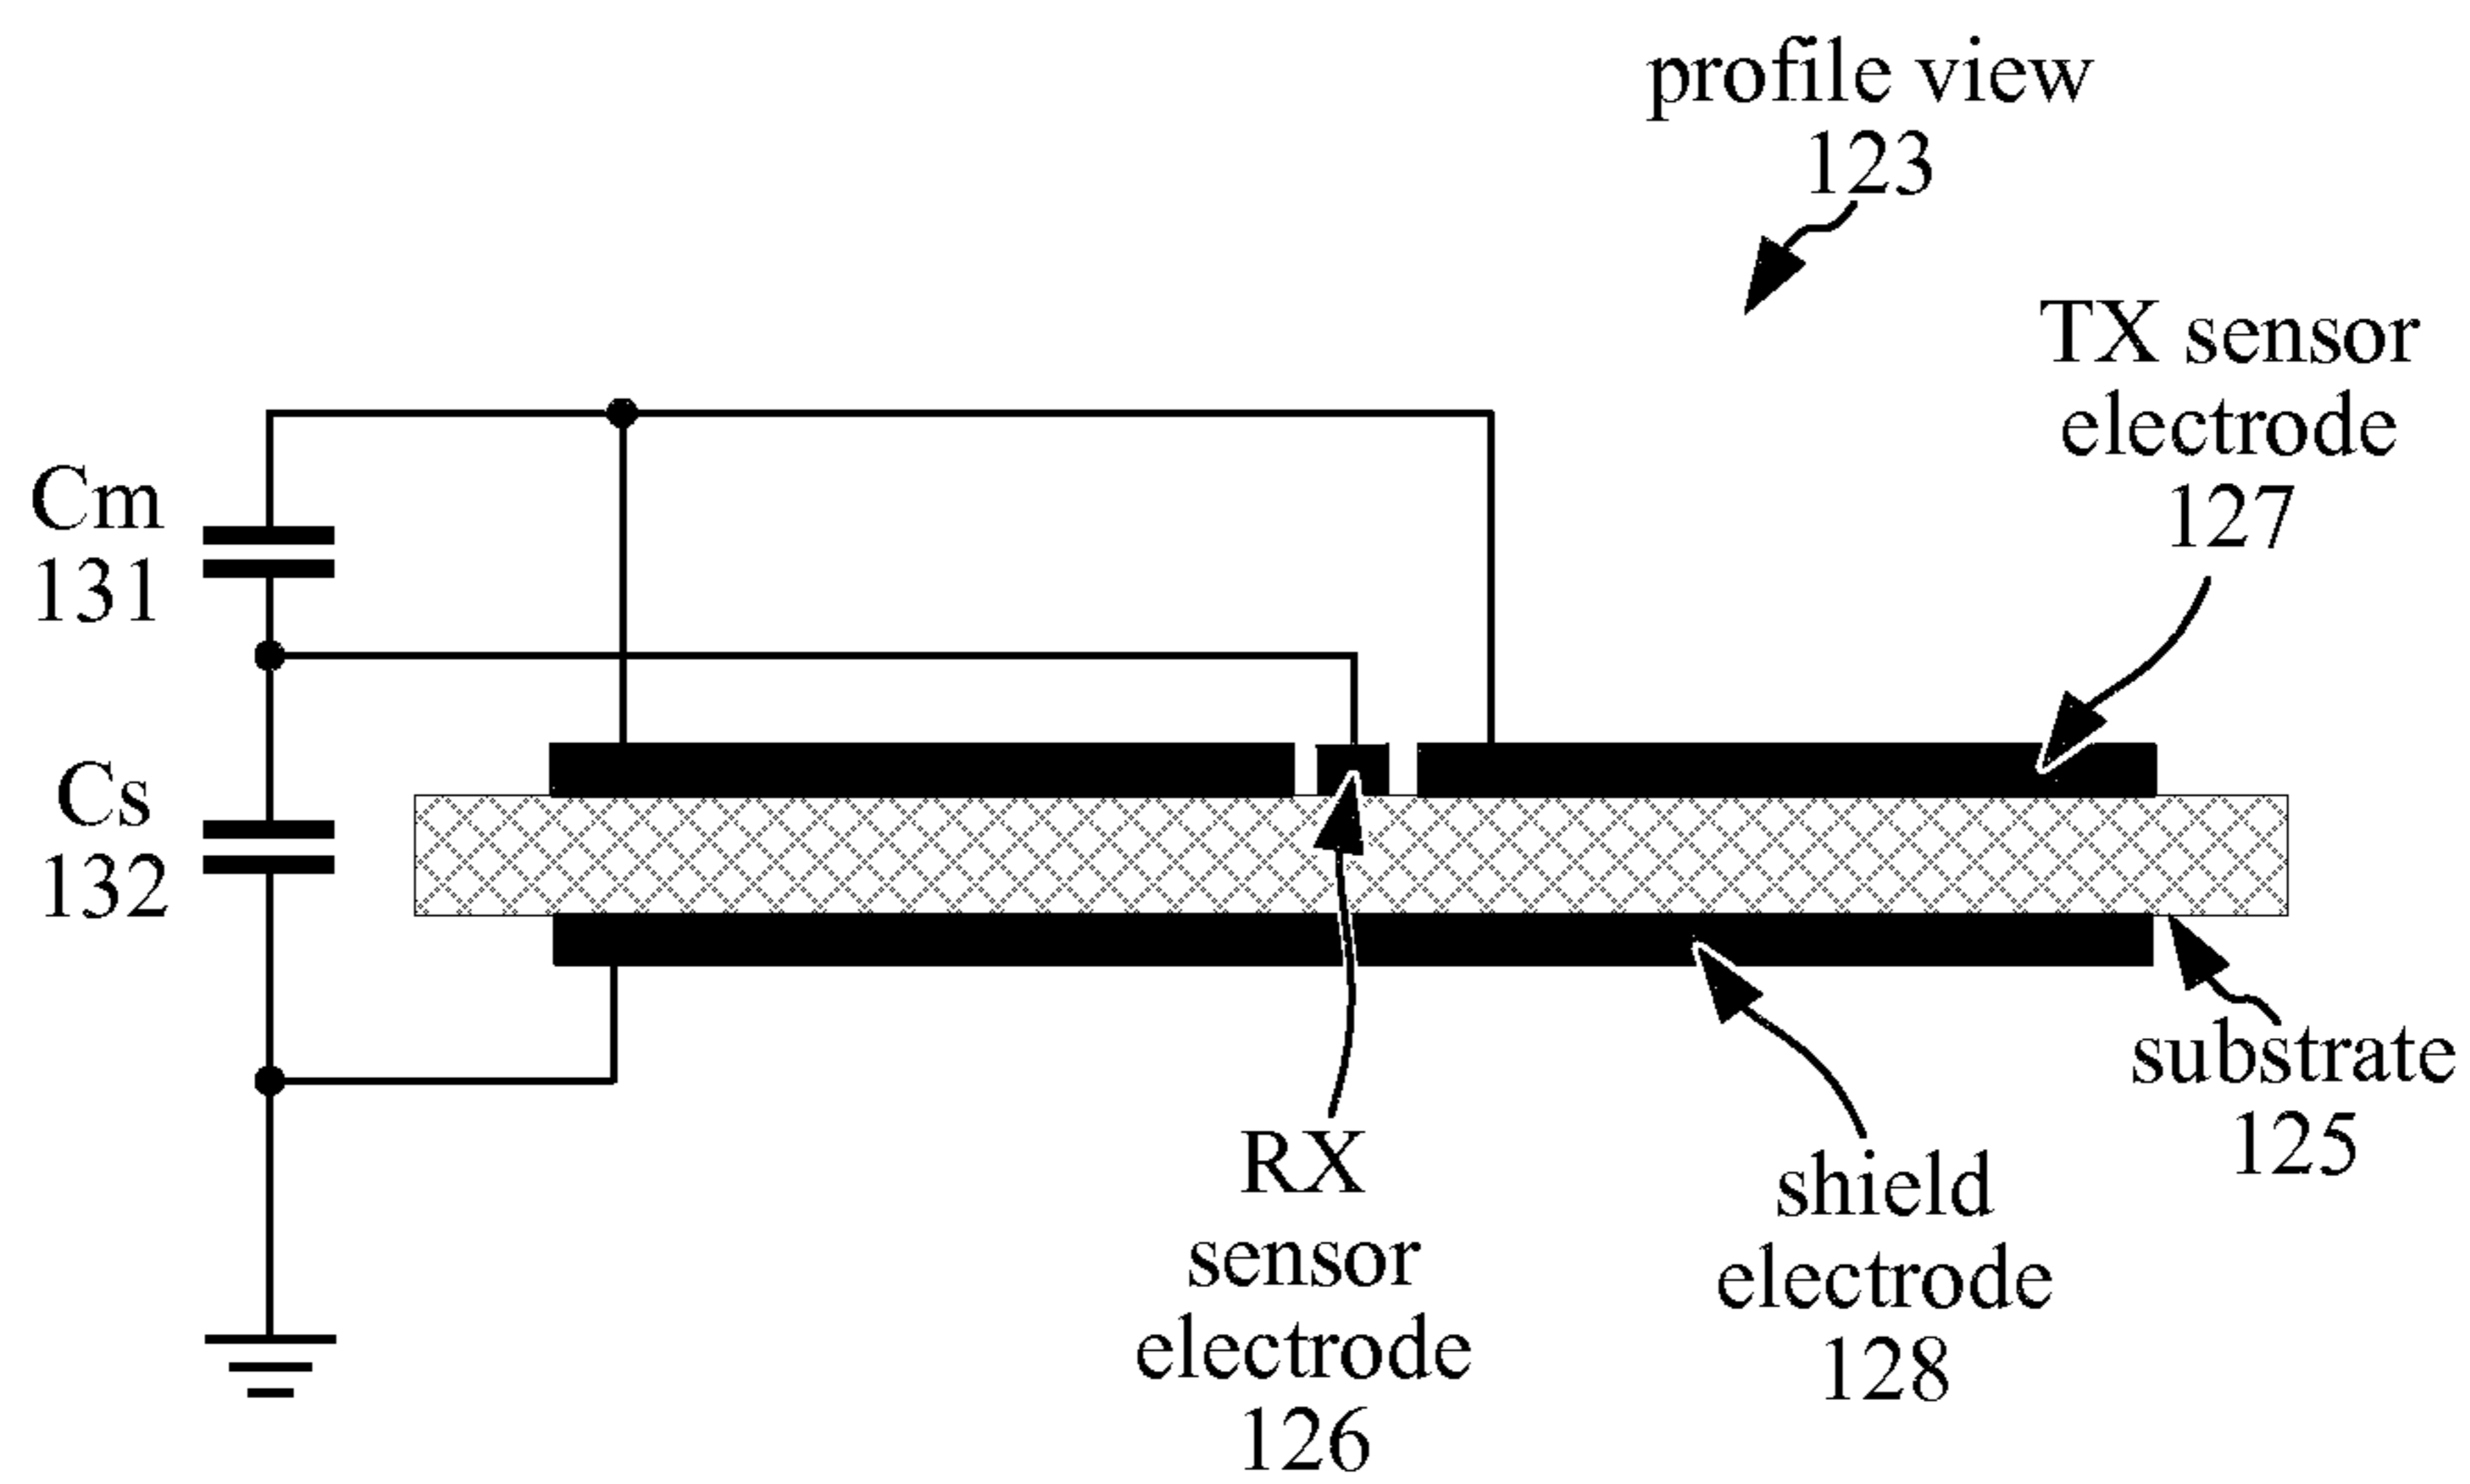 profile view
123
TX sensor
electrode
127
Cm
131
Cs
132
substrate
125
RX
sensor
electrode
126
shield
electrode
128